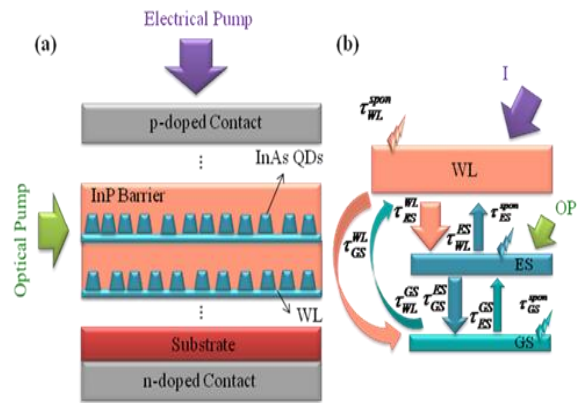 Electrical Pump
(a)
p-doped Contact
⋮
InAs QDs
InP Barrier
Optical Pump
⋮
WL
Substrate
n-doped Contact
(b)
I
τ_WL^spon
WL
τ_GS^WL
τ_ES^WL
τ_WL^ES
τ_ES^spon
OP
ES
τ_WL^GS
τ_GS^ES
τ_ES^GS
τ_GS^spon
GS